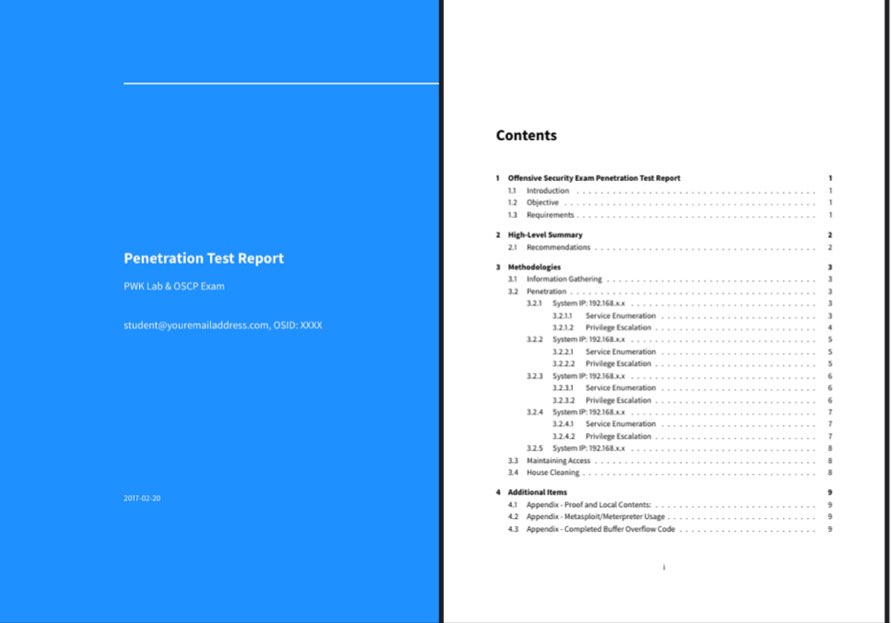 Penetration Test Report
PWK Lab & OSCP Exam
student@youremailaddress.com, OSID: XXXX
2017-02-20
Contents
1 Offensive Security Exam Penetration Test Report 1
1.1 Introduction . . . . . . . . . . . . . . . . . . . . . . . . . . . . . . 1
1.2 Objective . . . . . . . . . . . . . . . . . . . . . . . . . . . . . . 1
1.3 Requirements . . . . . . . . . . . . . . . . . . . . . . . . . . . . . . 1
2 High-Level Summary 2
2.1 Recommendations . . . . . . . . . . . . . . . . . . . . . . . . . . . . 2
3 Methodologies 3
3.1 Information Gathering . . . . . . . . . . . . . . . . . . . . . . . . . . 3
3.2 Penetration . . . . . . . . . . . . . . . . . . . . . . . . . . . . . . 3
3.2.1 System IP: 192.168.x.x . . . . . . . . . . . . . . . . . . . . . . . . 3
3.2.1.1 Service Enumeration . . . . . . . . . . . . . . . . . . . . 3
3.2.1.2 Privilege Escalation . . . . . . . . . . . . . . . . . . . . 4
3.2.2 System IP: 192.168.x.x . . . . . . . . . . . . . . . . . . . . . . . . 5
3.2.2.1 Service Enumeration . . . . . . . . . . . . . . . . . . . . 5
3.2.2.2 Privilege Escalation . . . . . . . . . . . . . . . . . . . . 5
3.2.3 System IP: 192.168.x.x . . . . . . . . . . . . . . . . . . . . . . . . 6
3.2.3.1 Service Enumeration . . . . . . . . . . . . . . . . . . . . 6
3.2.3.2 Privilege Escalation . . . . . . . . . . . . . . . . . . . . 6
3.2.4 System IP: 192.168.x.x . . . . . . . . . . . . . . . . . . . . . . . . 7
3.2.4.1 Service Enumeration . . . . . . . . . . . . . . . . . . . . 7
3.2.4.2 Privilege Escalation . . . . . . . . . . . . . . . . . . . . 7
3.2.5 System IP: 192.168.x.x . . . . . . . . . . . . . . . . . . . . . . . . 8
3.3 Maintaining Access . . . . . . . . . . . . . . . . . . . . . . . . . . . 8
3.4 House Cleaning . . . . . . . . . . . . . . . . . . . . . . . . . . . . . 8
4 Additional Items 9
4.1 Appendix - Proof and Local Contents: . . . . . . . . . . . . . . . . . . . . 9
4.2 Appendix - Metasploit/Meterpreter Usage . . . . . . . . . . . . . . . . . . 9
4.3 Appendix - Completed Buffer Overflow Code . . . . . . . . . . . . . . . . . 9
i